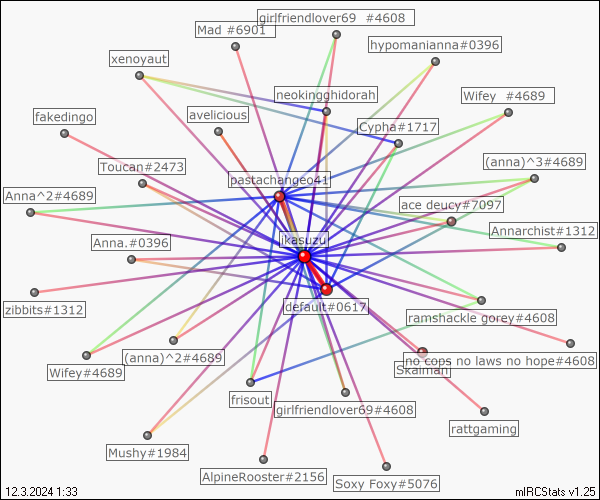 girlfriendlover69 #4608
Mad #6901
hypomanianna#0396
xenoyaut
neokingghidorah
Wifey #4689
avelicious
fakedingo
Cypha#1717
Toucan#2473
(anna)^3#4689
pastachangeo41
Anna^2#4689
ace deucy#7097
Annarchist#1312
jkasuzu
Anna.#0396
zibbits#1312
default#0617
ramshackle gorey#4608
(anna)^2#4689
no cops no laws no hope#4608
Wifey#4689
Skaiman
frisout
girlfriendlover69#4608
rattgaming
Mushy#1984
AlpineRooster#2156
Soxy Foxy#5076
12.3.2024 1:33
mIRCStats v1.25